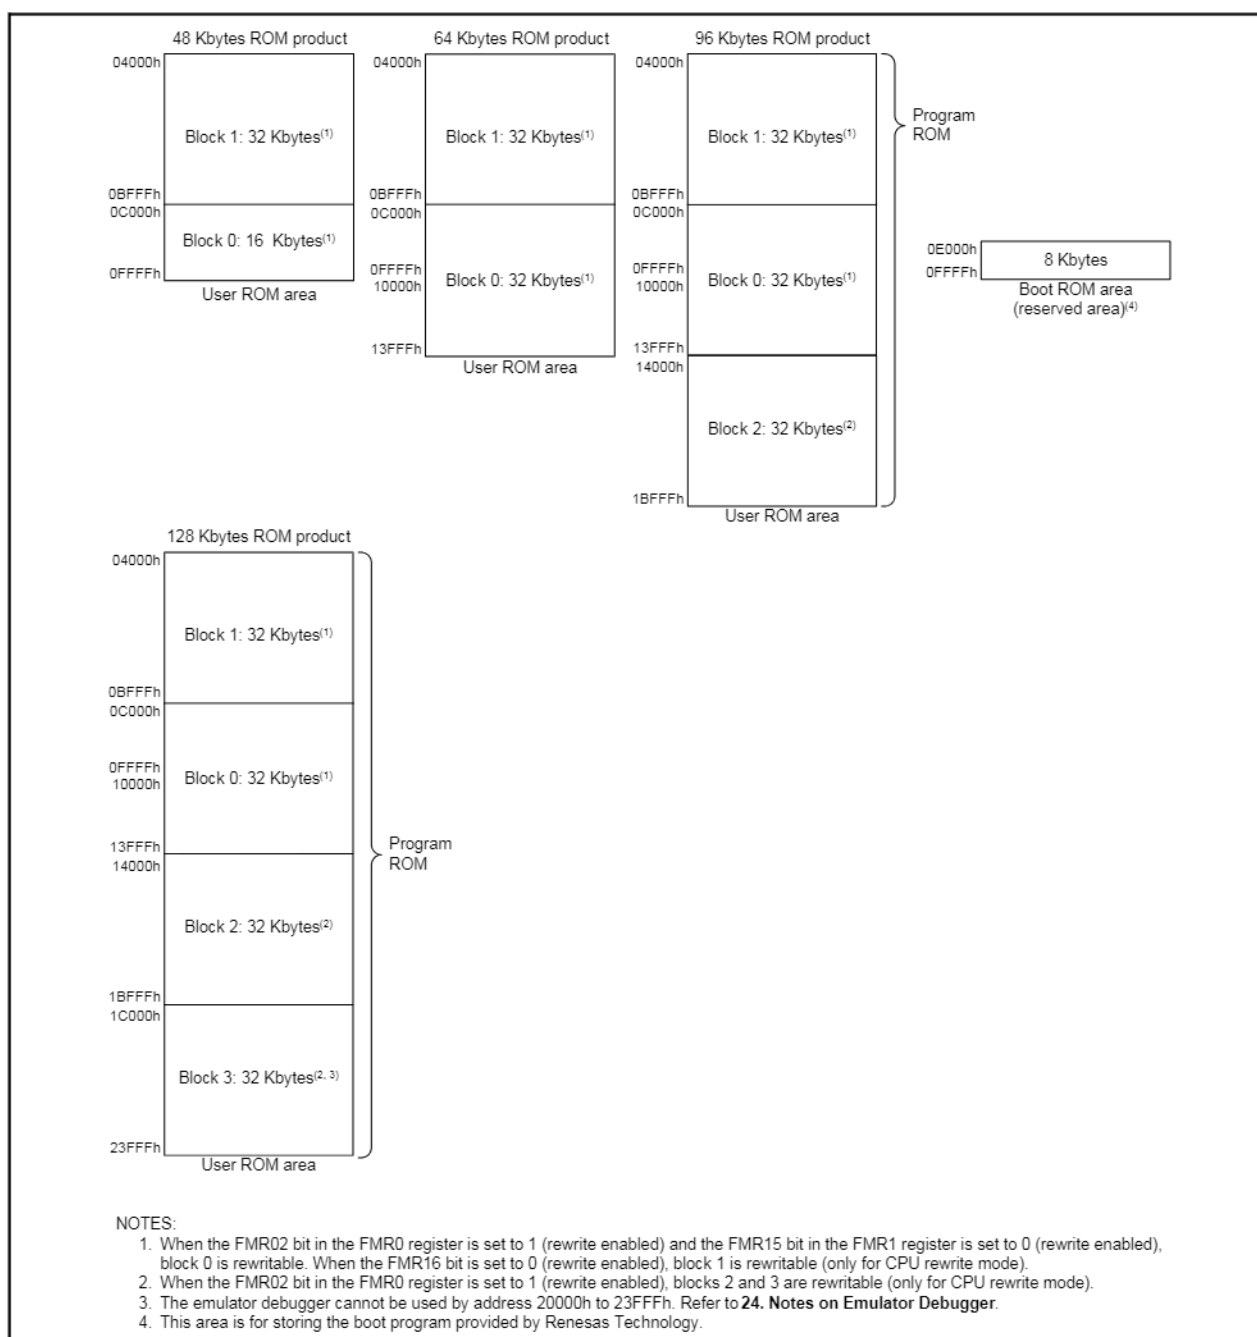 48 Kbytes ROM product
04000h
Block 1: 32 Kbytes(1)
0BFFFh
0C000h
Block 0: 16 Kbytes(1)
0FFFFh
User ROM area
64 Kbytes ROM product
04000h
Block 1: 32 Kbytes(1)
0BFFFh
0C000h
0FFFFh
10000h
Block 0: 32 Kbytes(1)
13FFFh
User ROM area
96 Kbytes ROM product
04000h
Block 1: 32 Kbytes(1)
0BFFFh
0C000h
0FFFFh
10000h
Block 0: 32 Kbytes(1)
13FFFh
14000h
Block 2: 32 Kbytes(2)
1BFFFh
User ROM area
Program
ROM
0E000h
0FFFFh
8 Kbytes
Boot ROM area
(reserved area)(4)
128 Kbytes ROM product
04000h
Block 1: 32 Kbytes(1)
0BFFFh
0C000h
0FFFFh
10000h
Block 0: 32 Kbytes(1)
13FFFh
14000h
Block 2: 32 Kbytes(2)
1BFFFh
1C000h
Block 3: 32 Kbytes(2, 3)
23FFFh
User ROM area
Program
ROM
NOTES:
1. When the FMR02 bit in the FMR0 register is set to 1 (rewrite enabled) and the FMR15 bit in the FMR1 register is set to 0 (rewrite enabled),
block 0 is rewritable. When the FMR16 bit is set to 0 (rewrite enabled), block 1 is rewritable (only for CPU rewrite mode).
2. When the FMR02 bit in the FMR0 register is set to 1 (rewrite enabled), blocks 2 and 3 are rewritable (only for CPU rewrite mode).
3. The emulator debugger cannot be used by address 20000h to 23FFFh. Refer to 24. Notes on Emulator Debugger.
4. This area is for storing the boot program provided by Renesas Technology.